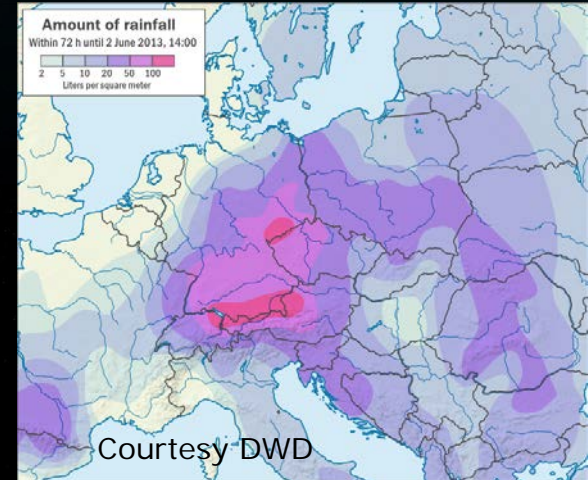 Amount of rainfall
Within 72 h until 2 June 2013, 14:00
2 5 10 20 50 100
Liters per square meter
Courtesy DWD